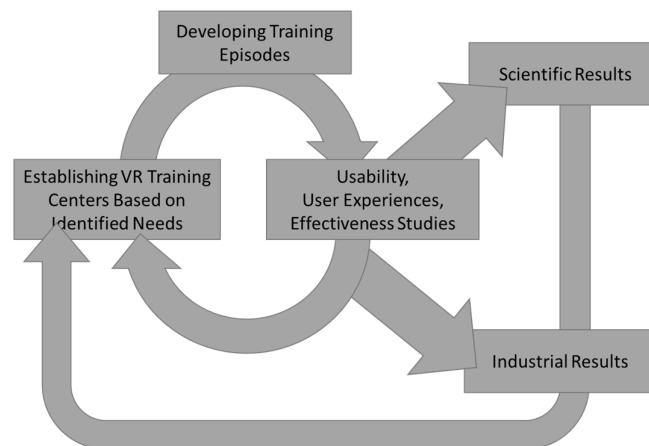 Developing Training
Episodes
Scientific Results
Establishing VR Training
Centers Based on
Identified Needs
Usability,
User Experiences,
Effectiveness Studies
Industrial Results